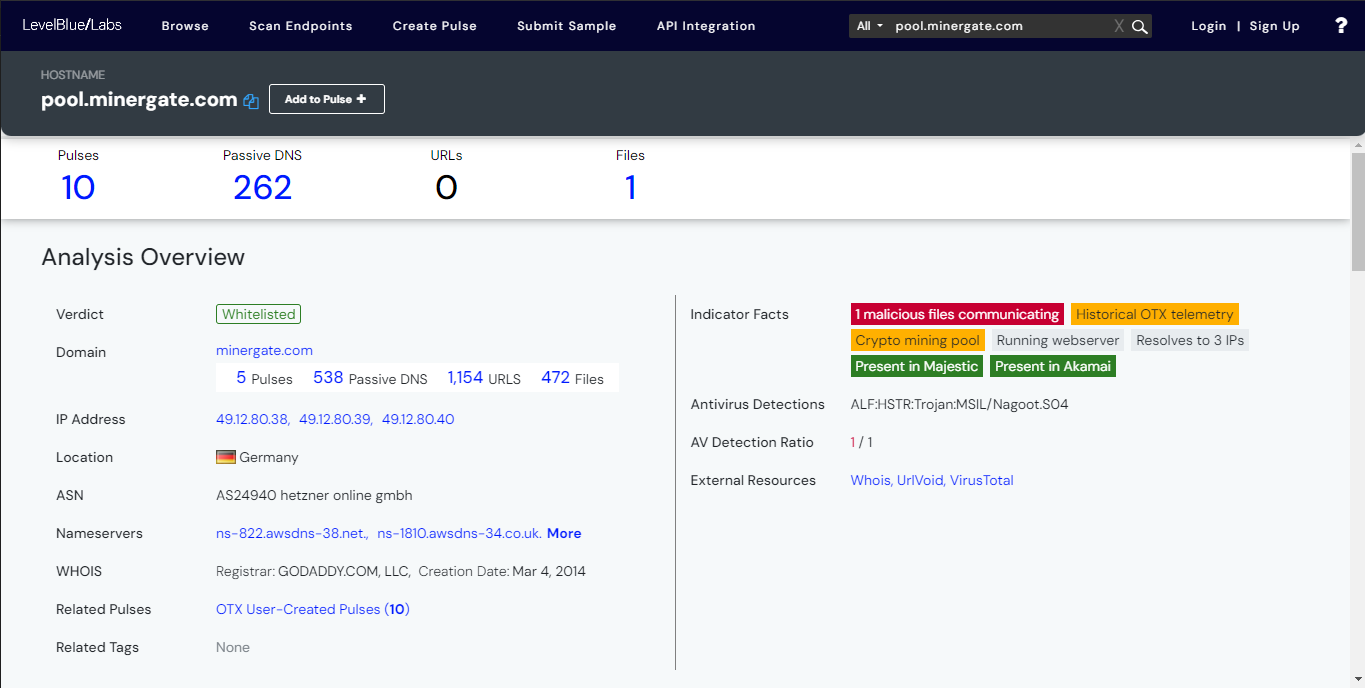 LevelBlue/Labs Browse Scan Endpoints Create Pulse Submit Sample API Integration All pool.minergate.com X Login | Sign Up ?
HOSTNAME
pool.minergate.com Add to Pulse +
Pulses Passive DNS URLs Files
10 262 0 1
Analysis Overview
Verdict Whitelisted
Domain minergate.com
5 Pulses 538 Passive DNS 1,154 URLS 472 Files
IP Address 49.12.80.38, 49.12.80.39, 49.12.80.40
Location Germany
ASN AS24940 hetzner online gmbh
Nameservers ns-822.awsdns-38.net., ns-1810.awsdns-34.co.uk. More
WHOIS Registrar: GODADDY.COM, LLC, Creation Date: Mar 4, 2014
Related Pulses OTX User-Created Pulses (10)
Related Tags None
Indicator Facts 1 malicious files communicating Historical OTX telemetry
Crypto mining pool Running webserver Resolves to 3 IPs
Present in Majestic Present in Akamai
Antivirus Detections ALF:HSTR:Trojan:MSIL/Nagoot.S04
AV Detection Ratio 1 / 1
External Resources Whois, UrlVoid, VirusTotal